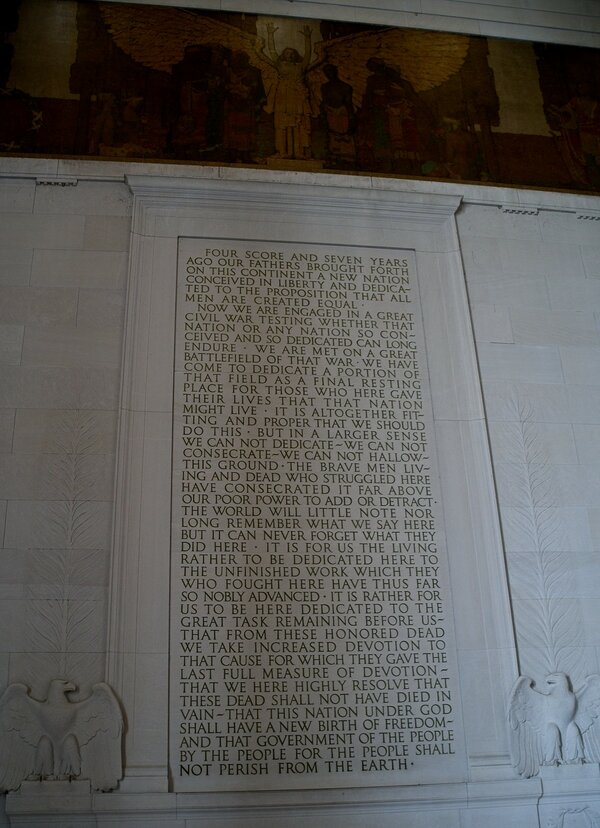 FOUR SCORE AND SEVEN YEARS
AGO OUR FATHERS BROUGHT FORTH
ON THIS CONTINENT A NEW NATION
CONCEIVED IN LIBERTY AND DEDICA~
TED TO THE PROPOSITION THAT ALL
MEN ARE CREATED EQUAL ·
NOW WE ARE ENGAGED IN A GREAT
CIVIL WAR TESTING WHETHER THAT
NATION OR ANY NATION SO CON~
CEIVED AND SO DEDICATED CAN LONG
ENDURE · WE ARE MET ON A GREAT
BATTLEFIELD OF THAT WAR · WE HAVE
COME TO DEDICATE A PORTION OF
THAT FIELD AS A FINAL RESTING
PLACE FOR THOSE WHO HERE GAVE
THEIR LIVES THAT THAT NATION
MIGHT LIVE · IT IS ALTOGETHER FIT~
TING AND PROPER THAT WE SHOULD
DO THIS · BUT IN A LARGER SENSE
WE CAN NOT DEDICATE~WE CAN NOT
CONSECRATE~WE CAN NOT HALLOW~
THIS GROUND · THE BRAVE MEN LIV~
ING AND DEAD WHO STRUGGLED HERE
HAVE CONSECRATED IT FAR ABOVE
OUR POOR POWER TO ADD OR DETRACT ·
THE WORLD WILL LITTLE NOTE NOR
LONG REMEMBER WHAT WE SAY HERE
BUT IT CAN NEVER FORGET WHAT THEY
DID HERE · IT IS FOR US THE LIVING
RATHER TO BE DEDICATED HERE TO
THE UNFINISHED WORK WHICH THEY
WHO FOUGHT HERE HAVE THUS FAR
SO NOBLY ADVANCED · IT IS RATHER FOR
US TO BE HERE DEDICATED TO THE
GREAT TASK REMAINING BEFORE US~
THAT FROM THESE HONORED DEAD
WE TAKE INCREASED DEVOTION TO
THAT CAUSE FOR WHICH THEY GAVE THE
LAST FULL MEASURE OF DEVOTION~
THAT WE HERE HIGHLY RESOLVE THAT
THESE DEAD SHALL NOT HAVE DIED IN
VAIN~THAT THIS NATION UNDER GOD
SHALL HAVE A NEW BIRTH OF FREEDOM~
AND THAT GOVERNMENT OF THE PEOPLE
BY THE PEOPLE FOR THE PEOPLE SHALL
NOT PERISH FROM THE EARTH ·